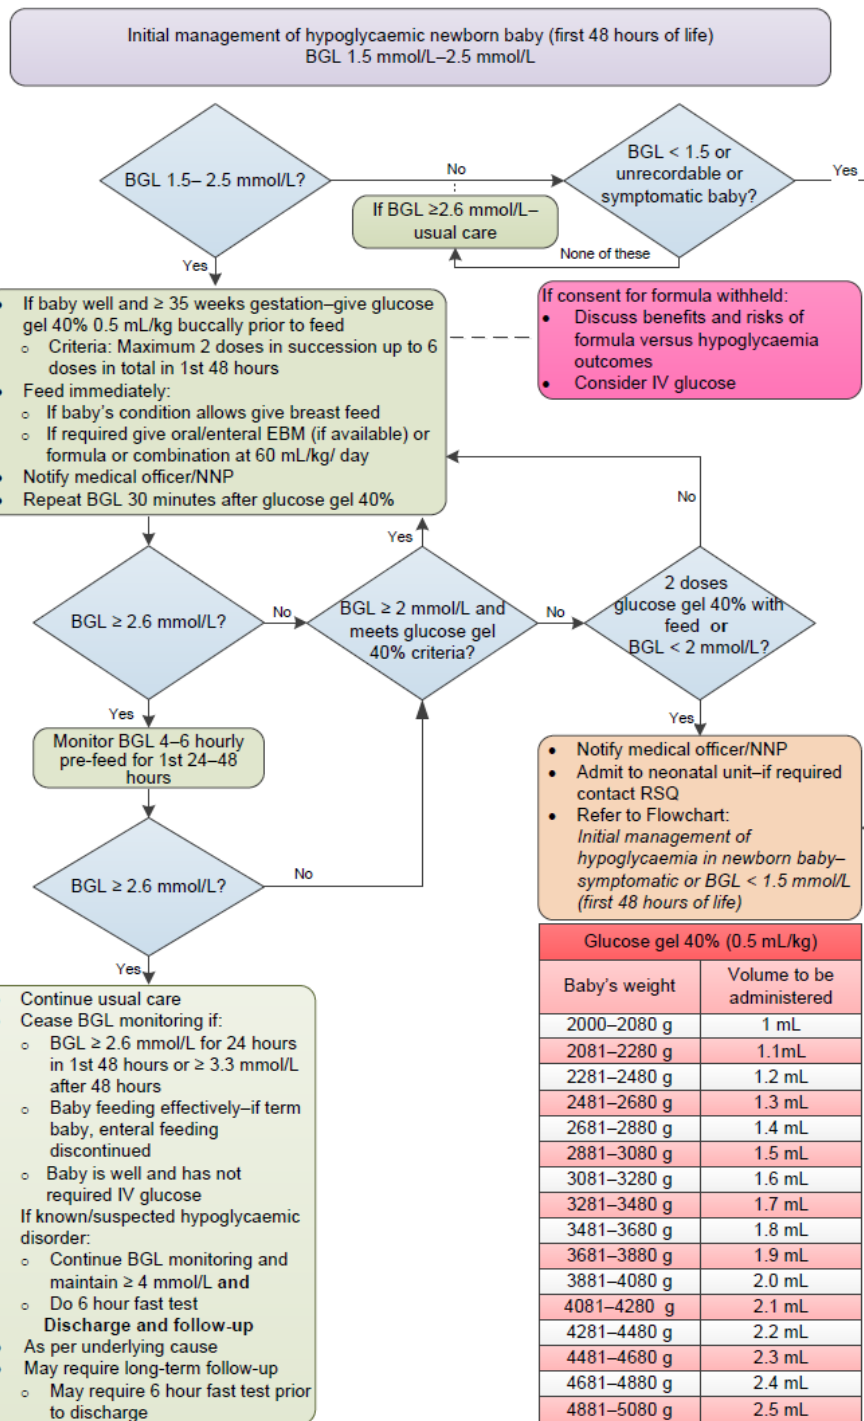 Initial management of hypoglycaemic newborn baby (first 48 hours of life)
BGL 1.5 mmol/L–2.5 mmol/L
BGL 1.5– 2.5 mmol/L?
No
BGL < 1.5 or
unrecordable or
symptomatic baby?
Yes
If BGL ≥2.6 mmol/L–
usual care
None of these
Yes
• If baby well and ≥ 35 weeks gestation–give glucose
gel 40% 0.5 mL/kg buccally prior to feed
o Criteria: Maximum 2 doses in succession up to 6
doses in total in 1st 48 hours
• Feed immediately:
o If baby's condition allows give breast feed
o If required give oral/enteral EBM (if available) or
formula or combination at 60 mL/kg/ day
• Notify medical officer/NNP
• Repeat BGL 30 minutes after glucose gel 40%
If consent for formula withheld:
• Discuss benefits and risks of
formula versus hypoglycaemia
outcomes
• Consider IV glucose
No
Yes
BGL ≥ 2.6 mmol/L?
No
BGL ≥ 2 mmol/L and
meets glucose gel
40% criteria?
No
2 doses
glucose gel 40% with
feed or
BGL < 2 mmol/L?
Yes
Yes
Monitor BGL 4–6 hourly
pre-feed for 1st 24–48
hours
• Notify medical officer/NNP
• Admit to neonatal unit–if required
contact RSQ
• Refer to Flowchart:
Initial management of
hypoglycaemia in newborn baby–
symptomatic or BGL < 1.5 mmol/L
(first 48 hours of life)
BGL ≥ 2.6 mmol/L?
No
Yes
Continue usual care
Cease BGL monitoring if:
o BGL ≥ 2.6 mmol/L for 24 hours
in 1st 48 hours or ≥ 3.3 mmol/L
after 48 hours
o Baby feeding effectively–if term
baby, enteral feeding
discontinued
o Baby is well and has not
required IV glucose
If known/suspected hypoglycaemic
disorder:
o Continue BGL monitoring and
maintain ≥ 4 mmol/L and
o Do 6 hour fast test
Discharge and follow-up
• As per underlying cause
• May require long-term follow-up
o May require 6 hour fast test prior
to discharge
Glucose gel 40% (0.5 mL/kg)
Baby's weight Volume to be
administered
2000–2080 g 1 mL
2081–2280 g 1.1mL
2281–2480 g 1.2 mL
2481–2680 g 1.3 mL
2681–2880 g 1.4 mL
2881–3080 g 1.5 mL
3081–3280 g 1.6 mL
3281–3480 g 1.7 mL
3481–3680 g 1.8 mL
3681–3880 g 1.9 mL
3881–4080 g 2.0 mL
4081–4280 g 2.1 mL
4281–4480 g 2.2 mL
4481–4680 g 2.3 mL
4681–4880 g 2.4 mL
4881–5080 g 2.5 mL